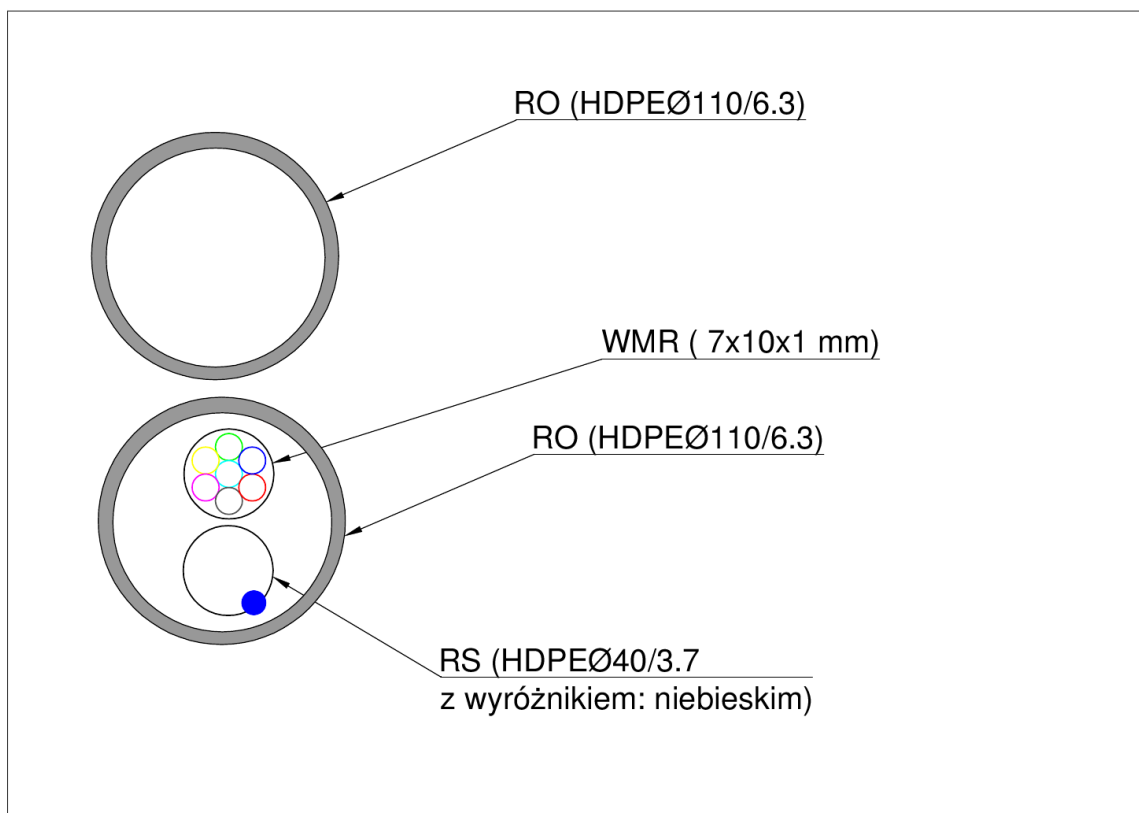 RO (HDPEØ110/6.3)
WMR ( 7x10x1 mm)
RO (HDPEØ110/6.3)
RS (HDPEØ40/3.7
z wyróżnikiem: niebieskim)